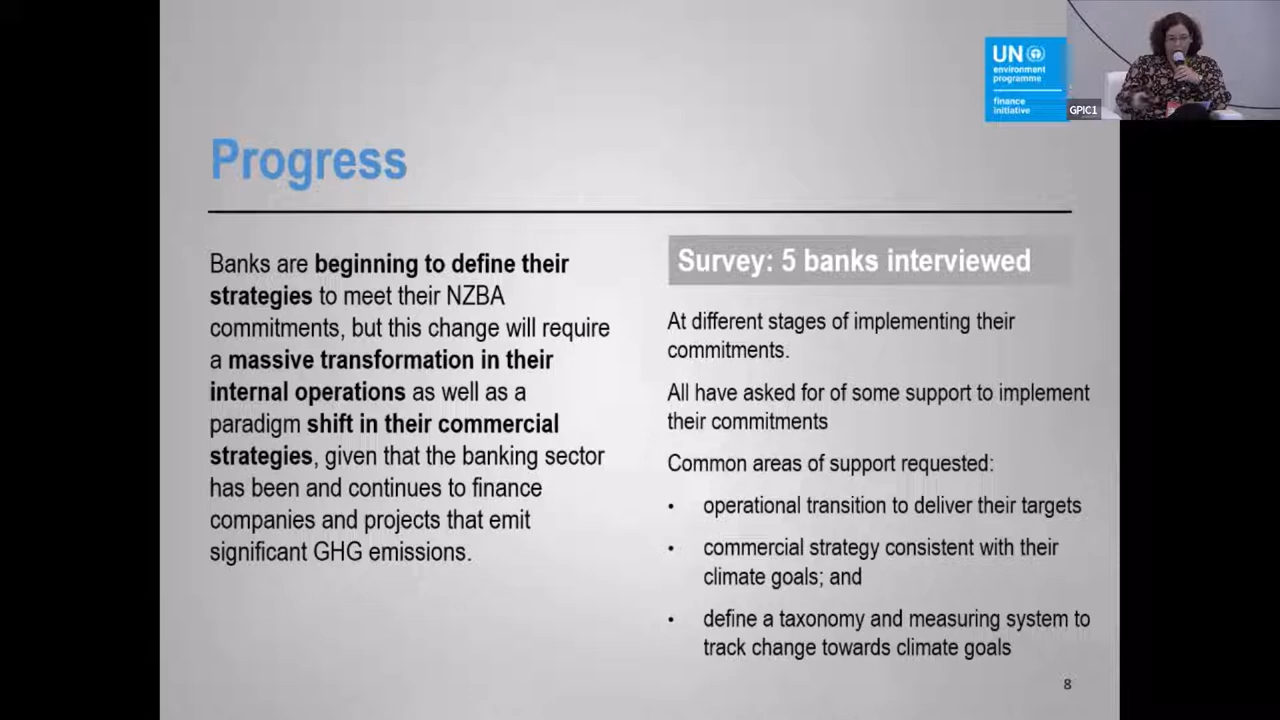 UN
environment
programme
finance
initiative
GPIC1
Progress
Banks are beginning to define their
strategies to meet their NZBA
commitments, but this change will require
a massive transformation in their
internal operations as well as a
paradigm shift in their commercial
strategies, given that the banking sector
has been and continues to finance
companies and projects that emit
significant GHG emissions.
Survey: 5 banks interviewed
At different stages of implementing their
commitments.
All have asked for of some support to implement
their commitments
Common areas of support requested:
• operational transition to deliver their targets
• commercial strategy consistent with their
climate goals; and
• define a taxonomy and measuring system to
track change towards climate goals
8